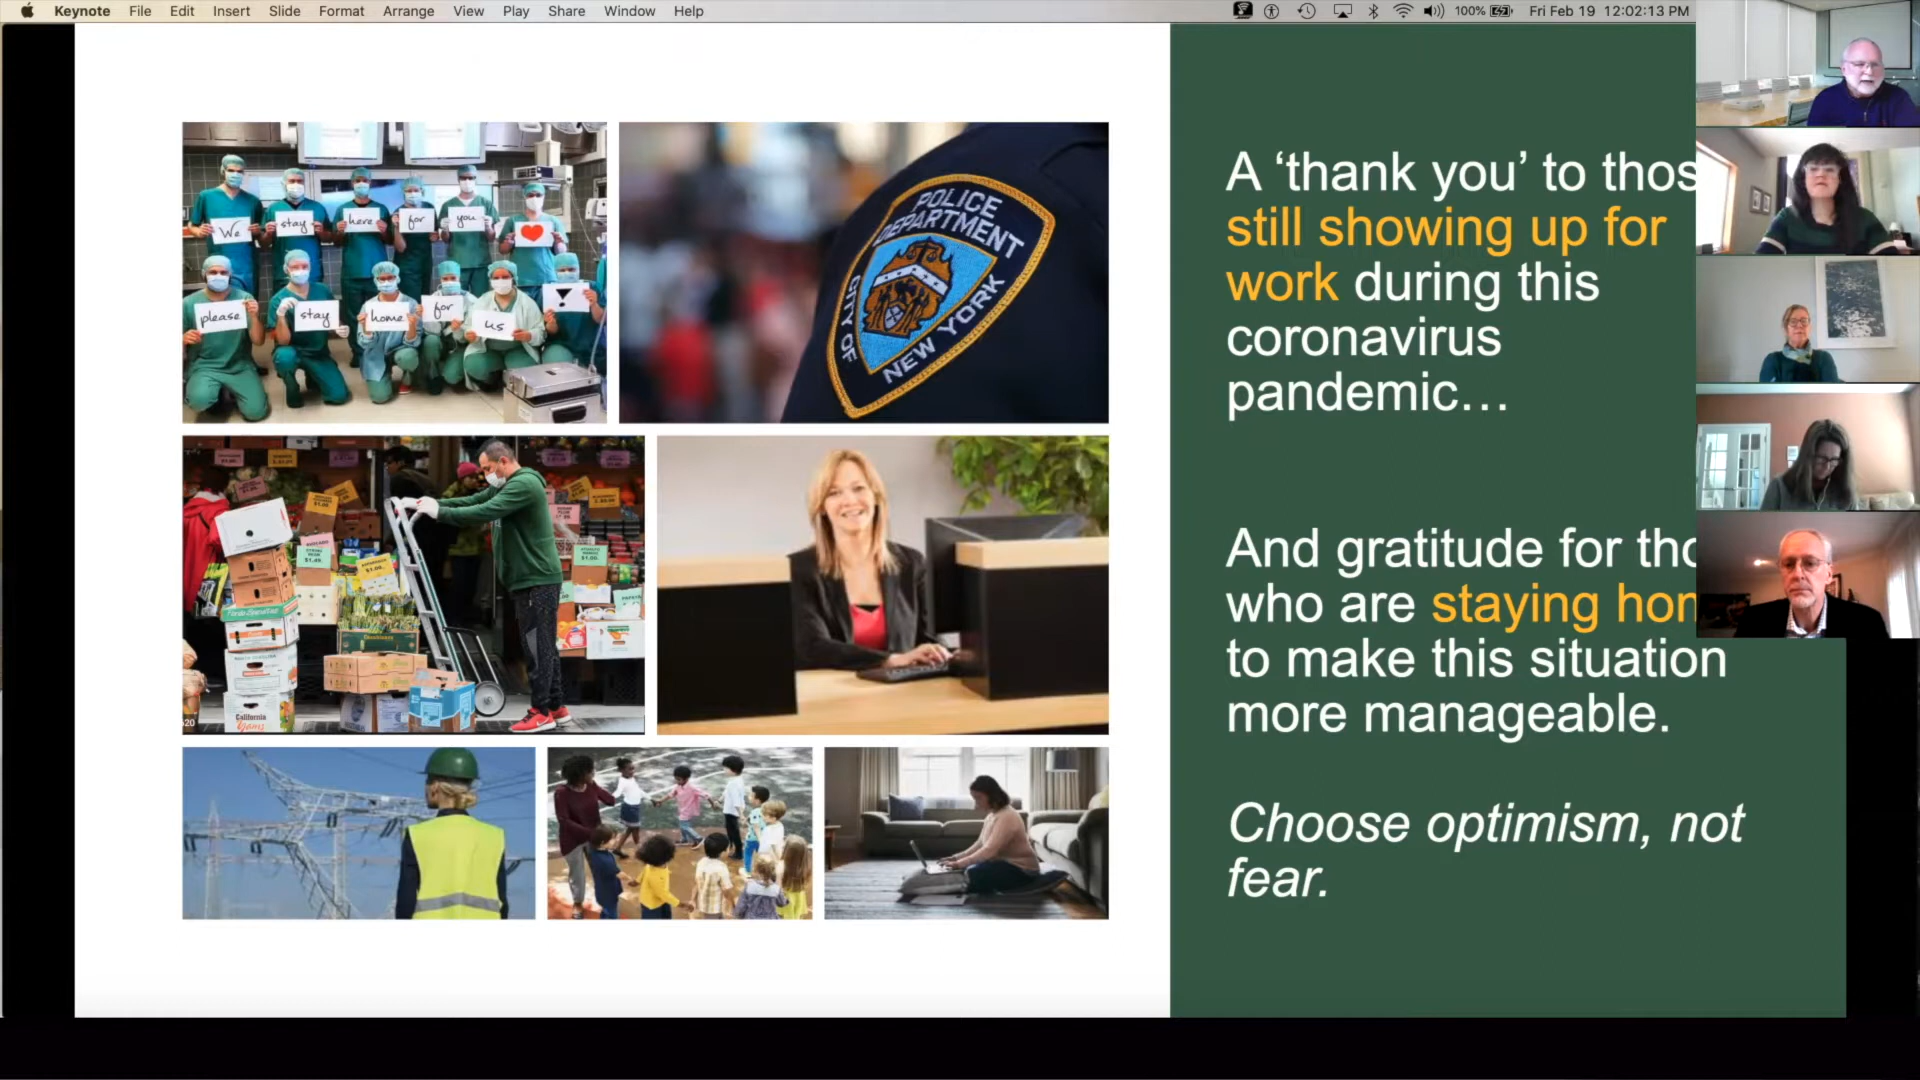 Keynote File Edit Insert Slide Format Arrange View Play Share Window Help
100% Fri Feb 19 12:02:13 PM
We stay here for you
please stay home for us !
POLICE
DEPARTMENT
CITY OF
NEW YORK
California
A ‘thank you’ to thos
still showing up for
work during this
coronavirus
pandemic…
And gratitude for tho
who are staying hom
to make this situation
more manageable.
Choose optimism, not
fear.